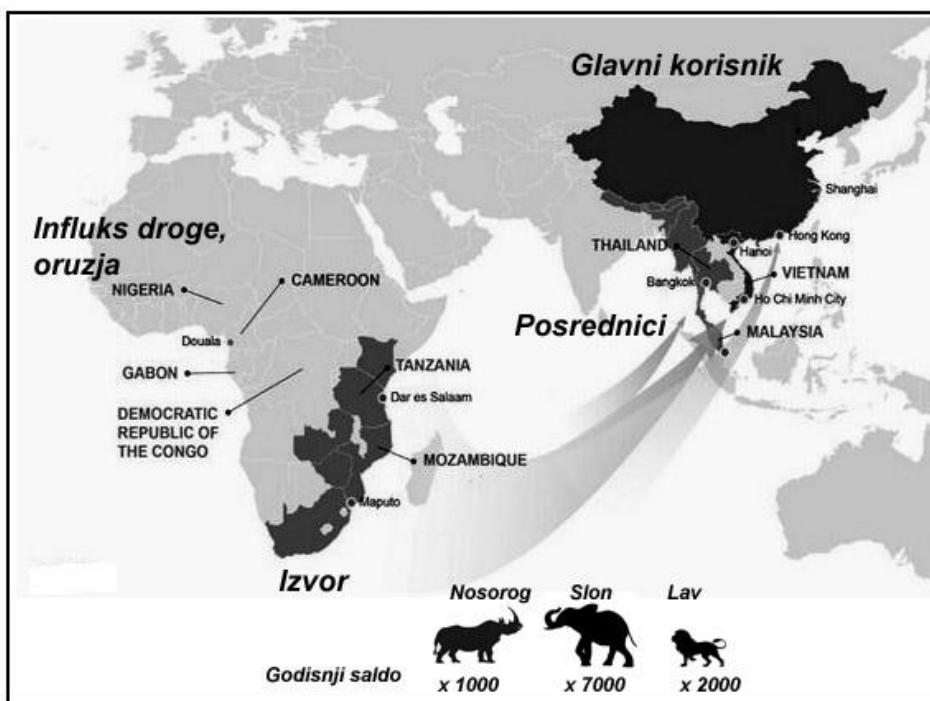 Glavni korisnik
Shanghai
Influks droge,
oruzja
THAILAND
Hanoi
Hong Kong
CAMEROON
NIGERIA
Bangkok
VIETNAM
Ho Chi Minh City
Posrednici
MALAYSIA
Douala
GABON
TANZANIA
Dar es Salaam
DEMOCRATIC
REPUBLIC OF
THE CONGO
MOZAMBIQUE
Maputo
Izvor
Nosorog Slon Lav
Godisnji saldo x 1000 x 7000 x 2000